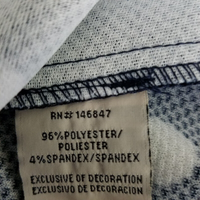 RN# 146847
96%POLYESTER/
POLIESTER
4%SPANDEX/SPANDEX
EXCLUSIVE OF DECORATION
EXCLUSIVO DE DECORACION